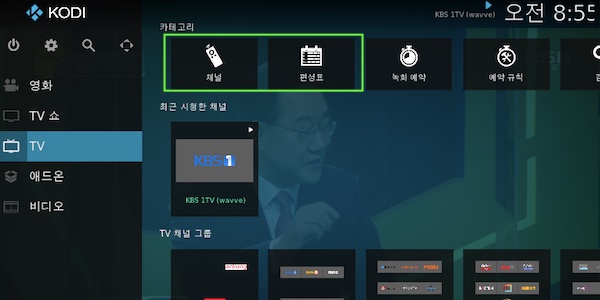 KODI
KBS 1TV (wavve)
오전 8:55
카테고리
채널
편성표
녹화 예약
예약 규칙
영화
TV 쇼
TV
애드온
비디오
최근 시청한 채널
KBS 1
KBS 1TV (wavve)
TV 채널 그룹